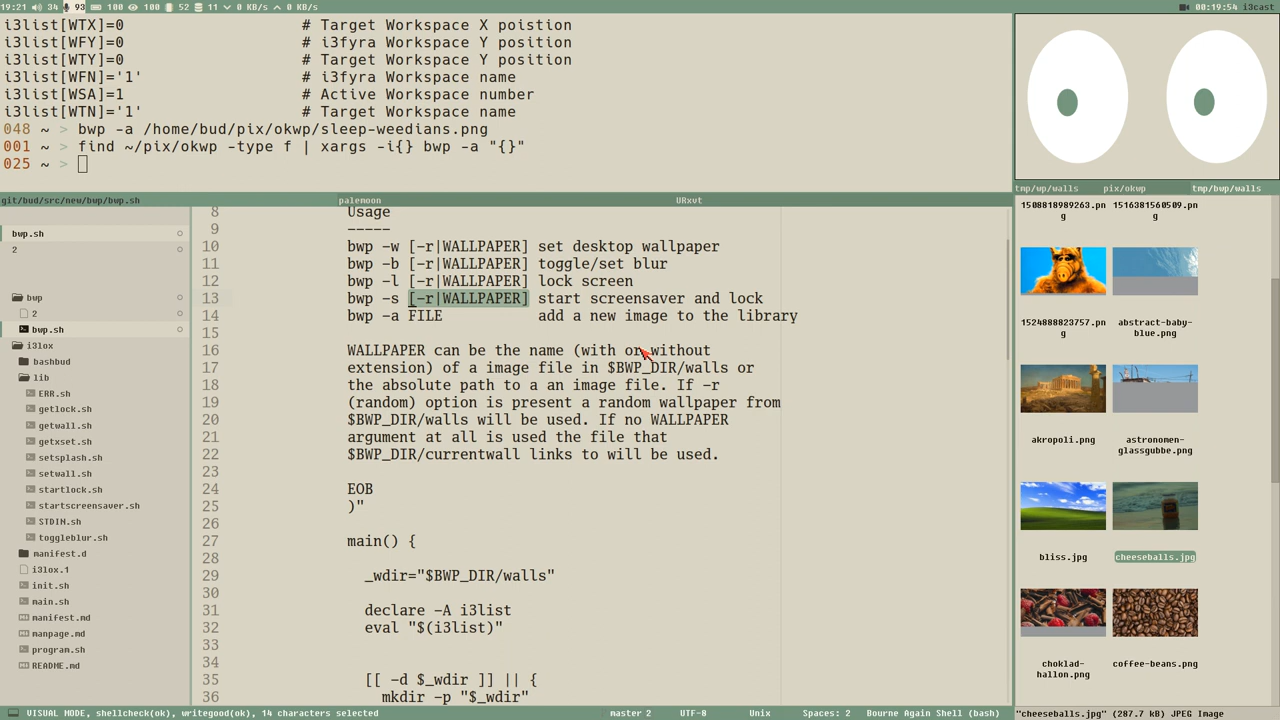 19:21 34 93 100 100 52 11 0 KB/s 0 KB/s
00:19:54 i3cast
i3list[WTX]=0 # Target Workspace X poistion
i3list[WFY]=0 # i3fyra Workspace Y position
i3list[WTY]=0 # Target Workspace Y position
i3list[WFN]='1' # i3fyra Workspace name
i3list[WSA]=1 # Active Workspace number
i3list[WTN]='1' # Target Workspace name
048 ~ > bwp -a /home/bud/pix/okwp/sleep-weedians.png
001 ~ > find ~/pix/okwp -type f | xargs -i{} bwp -a "{}"
025 ~ >
git/bud/src/new/bwp/bwp.sh palemoon URxvt
bwp.sh
2
bwp
2
bwp.sh
i3lox
bashbud
lib
ERR.sh
getlock.sh
getwall.sh
getxset.sh
setsplash.sh
setwall.sh
startlock.sh
startscreensaver.sh
STDIN.sh
toggleblur.sh
manifest.d
i3lox.1
init.sh
main.sh
manifest.md
manpage.md
program.sh
README.md
8 Usage
9 -----
10 bwp -w [-r|WALLPAPER] set desktop wallpaper
11 bwp -b [-r|WALLPAPER] toggle/set blur
12 bwp -l [-r|WALLPAPER] lock screen
13 bwp -s [-r|WALLPAPER] start screensaver and lock
14 bwp -a FILE add a new image to the library
15
16 WALLPAPER can be the name (with or without
17 extension) of a image file in $BWP_DIR/walls or
18 the absolute path to a an image file. If -r
19 (random) option is present a random wallpaper from
20 $BWP_DIR/walls will be used. If no WALLPAPER
21 argument at all is used the file that
22 $BWP_DIR/currentwall links to will be used.
23
24 EOB
25 )"
26
27 main() {
28
29 _wdir="$BWP_DIR/walls"
30
31 declare -A i3list
32 eval "$(i3list)"
33
34
35 [[ -d $_wdir ]] || {
36 mkdir -p "$_wdir"
tmp/wp/walls pix/okwp tmp/bwp/walls
1508818989263.pn
g
1516381560509.pn
g
1524888823757.pn
g
abstract-baby-
blue.png
akropoli.png
astronomen-
glassgubbe.png
bliss.jpg
cheeseballs.jpg
choklad-
hallon.png
coffee-beans.png
VISUAL MODE, shellcheck(ok), writegood(ok), 14 characters selected master 2 UTF-8 Unix Spaces: 2 Bourne Again Shell (bash)
"cheeseballs.jpg" (287.7 kB) JPEG Image